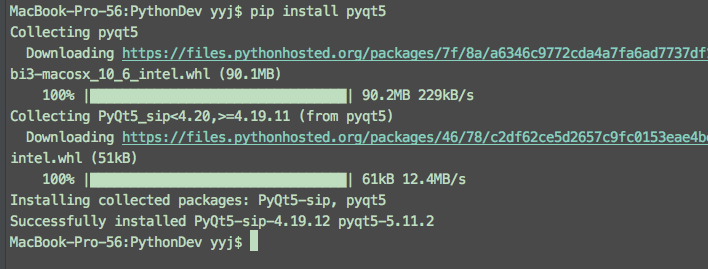 MacBook-Pro-56:PythonDev yyj$ pip install pyqt5
Collecting pyqt5
Downloading https://files.pythonhosted.org/packages/7f/8a/a6346c9772cda4a7fa6ad7737df
bi3-macosx_10_6_intel.whl (90.1MB)
100% || 90.2MB 229kB/s
Collecting PyQt5_sip<4.20,>=4.19.11 (from pyqt5)
Downloading https://files.pythonhosted.org/packages/46/78/c2df62ce5d2657c9fc0153eae4b
intel.whl (51kB)
100% || 61kB 12.4MB/s
Installing collected packages: PyQt5-sip, pyqt5
Successfully installed PyQt5-sip-4.19.12 pyqt5-5.11.2
MacBook-Pro-56:PythonDev yyj$